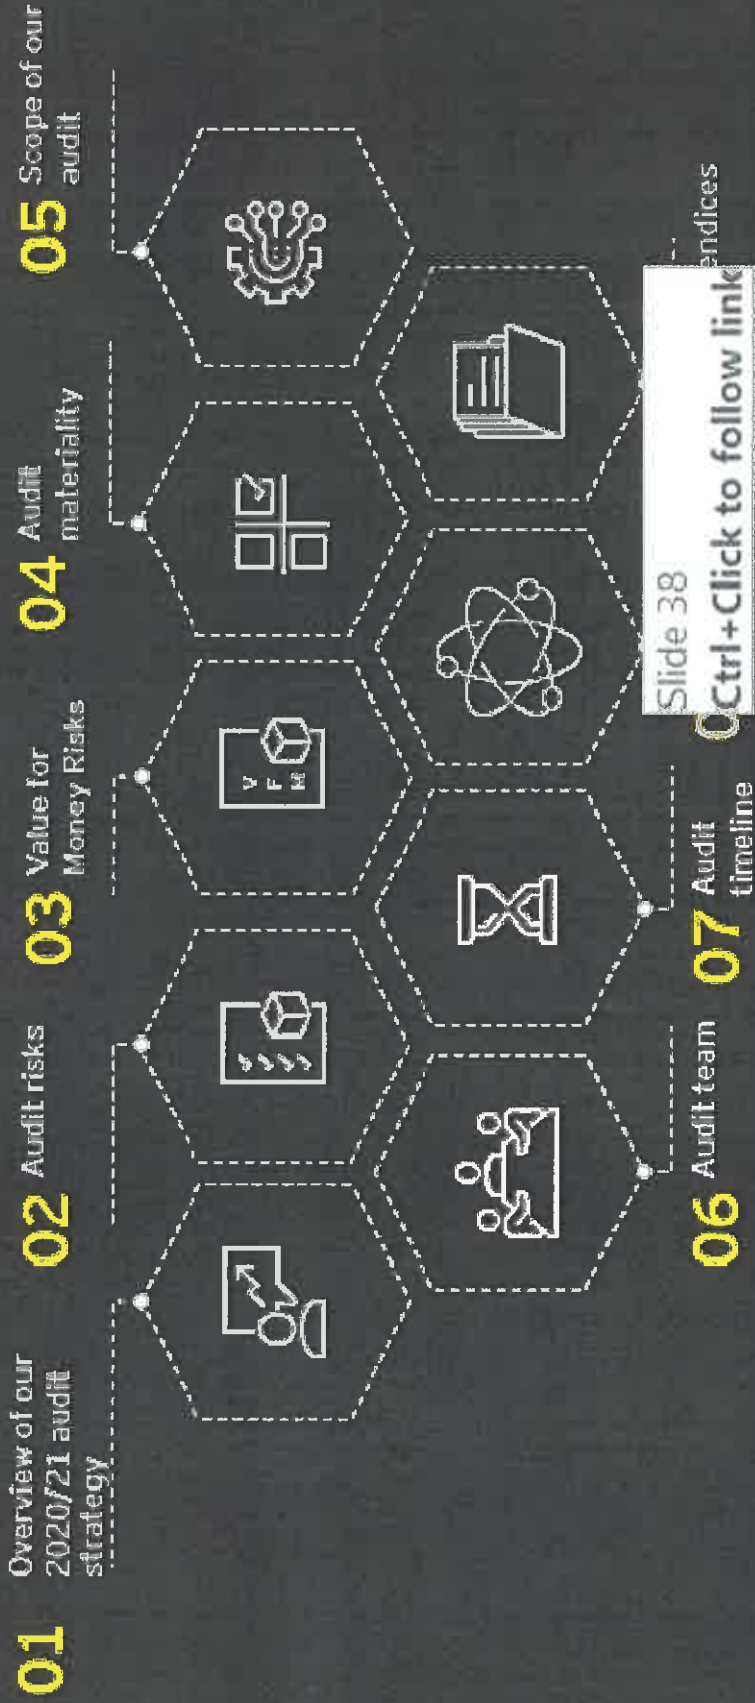 01
Overview of our
2020/21 audit
strategy
02
Audit risks
03
Value for
Money Risks
04
Audit
materiality
05
Scope of our
audit
V
F
M
06
Audit team
07
Audit
timeline
endices
Slide 38
Ctrl+Click to follow link